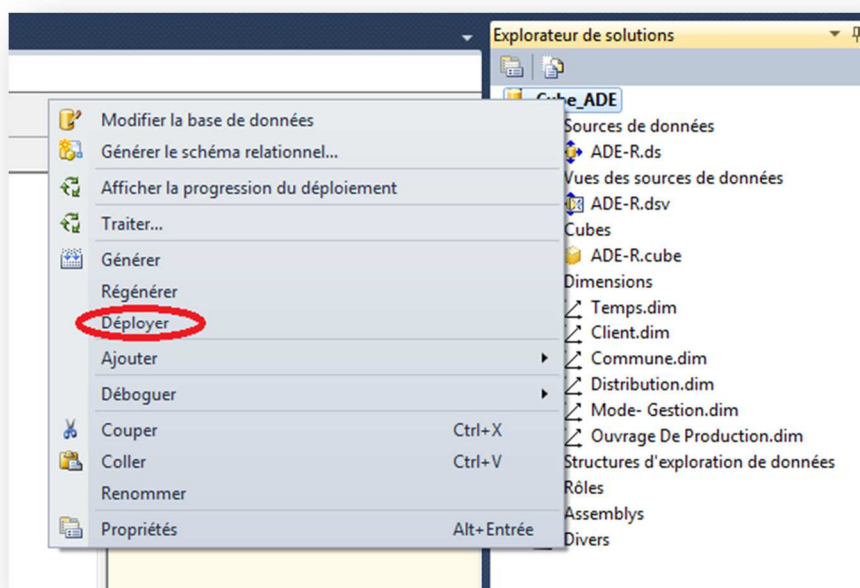 Explorateur de solutions
Cube_ADE
Sources de données
ADE-R.ds
Vues des sources de données
ADE-R.dsv
Cubes
ADE-R.cube
Dimensions
Temps.dim
Client.dim
Commune.dim
Distribution.dim
Mode- Gestion.dim
Ouvrage De Production.dim
Structures d'exploration de données
Rôles
Assemblys
Divers
Modifier la base de données
Générer le schéma relationnel...
Afficher la progression du déploiement
Traiter...
Générer
Régénérer
Déployer
Ajouter
Déboguer
Couper Ctrl+X
Coller Ctrl+V
Renommer
Propriétés Alt+Entrée